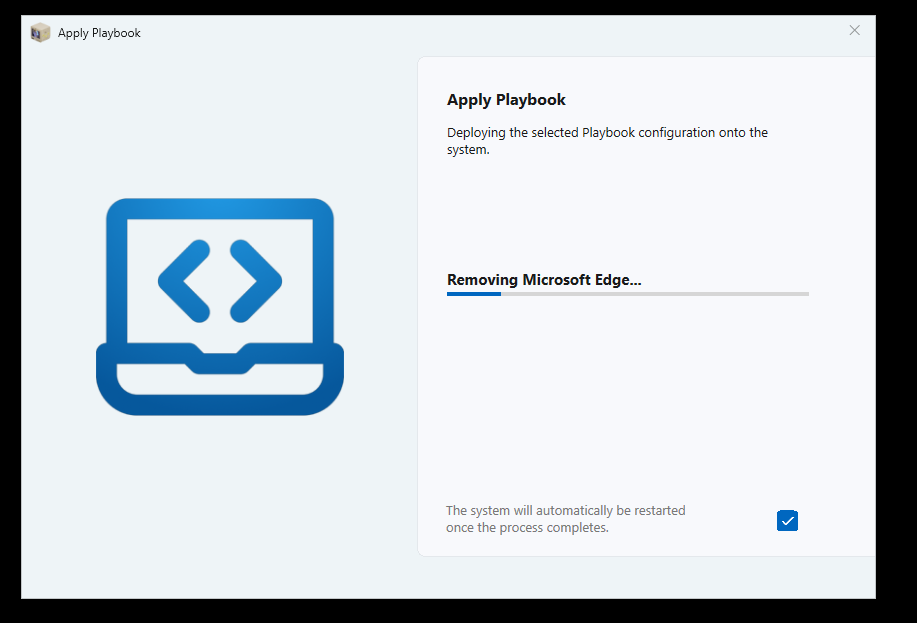 Apply Playbook
Apply Playbook
Deploying the selected Playbook configuration onto the
system.
Removing Microsoft Edge...
The system will automatically be restarted
once the process completes.